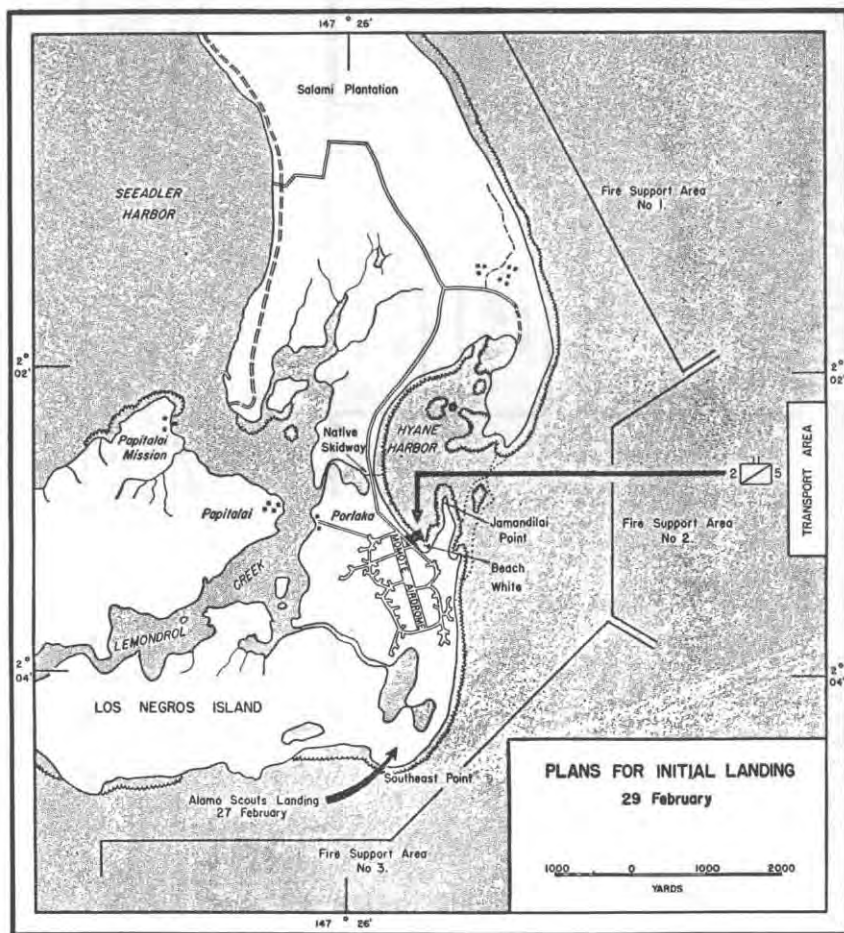 147 ° 26'
Salami Plantation
SEEADLER
HARBOR
Fire Support Area
No 1.
2°
02'
2°
02'
Papitalai
Mission
Native
Skidway
HYANE
HARBOR
TRANSPORT AREA
2 5
Papitalai
Porlaka
Jamandilai
Point
Fire Support Area
No 2.
Beach
White
MOMOTE AIRDROME
LEMONDROL CREEK
2°
04'
2°
04'
LOS NEGROS ISLAND
Southeast Point
Alamo Scouts Landing
27 February
Fire Support Area
No 3.
PLANS FOR INITIAL LANDING
29 February
1000 0 1000 2000
YARDS
147 ° 26'